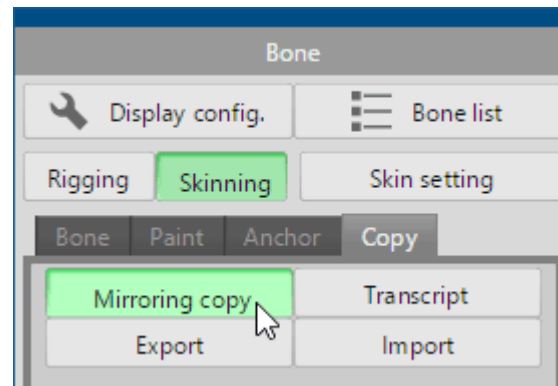 Bone
Display config. Bone list
Rigging Skinning Skin setting
Bone Paint Anchor Copy
Mirroring copy Transcript
Export Import